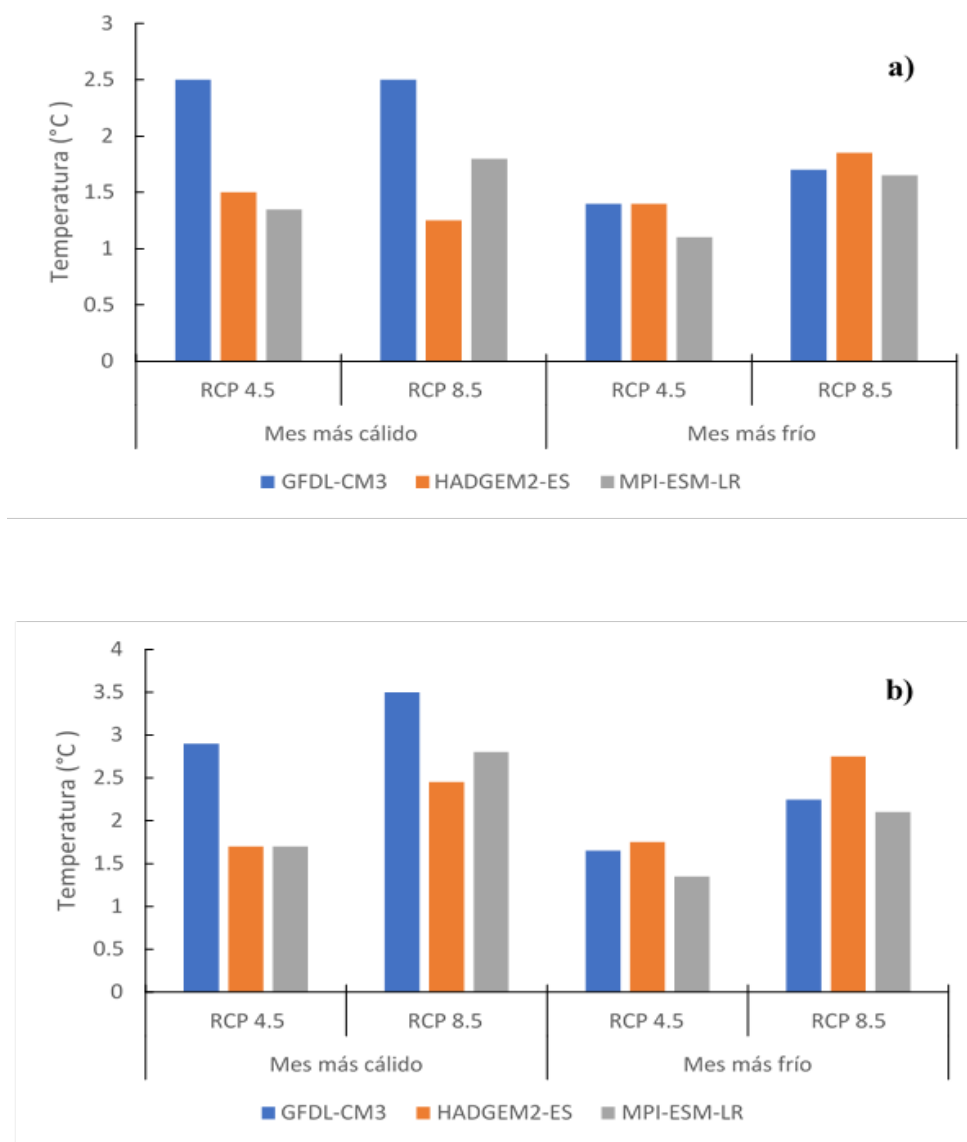 3
a)
2.5
2
1.5
1
0.5
0
Temperatura (°C )
RCP 4.5 RCP 8.5 RCP 4.5 RCP 8.5
Mes más cálido Mes más frío
GFDL-CM3 HADGEM2-ES MPI-ESM-LR
4
b)
3.5
3
2.5
2
1.5
1
0.5
0
Temperatura (°C )
RCP 4.5 RCP 8.5 RCP 4.5 RCP 8.5
Mes más cálido Mes más frío
GFDL-CM3 HADGEM2-ES MPI-ESM-LR